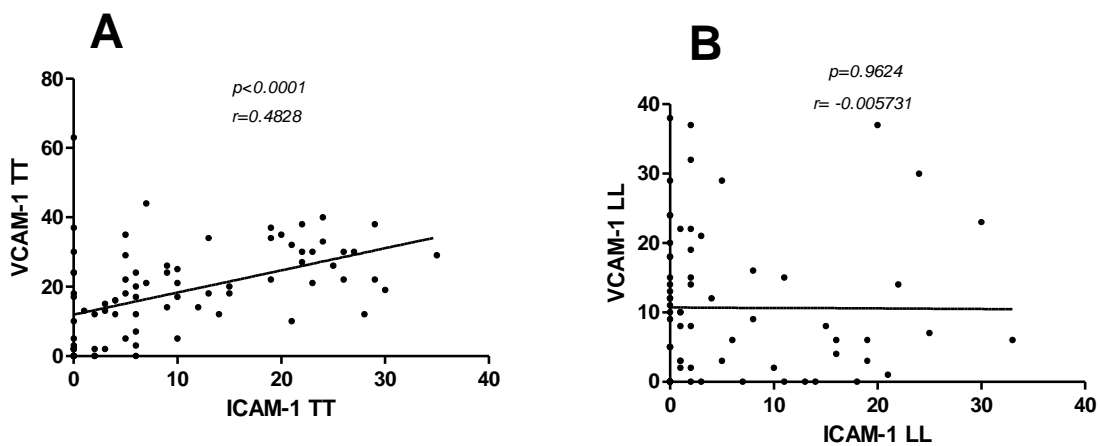 A
p<0.0001
r=0.4828
80
60
40
20
0
VCAM-1 TT
0 10 20 30 40
ICAM-1 TT
B
p=0.9624
r= -0.005731
40
30
20
10
0
VCAM-1 LL
0 10 20 30 40
ICAM-1 LL